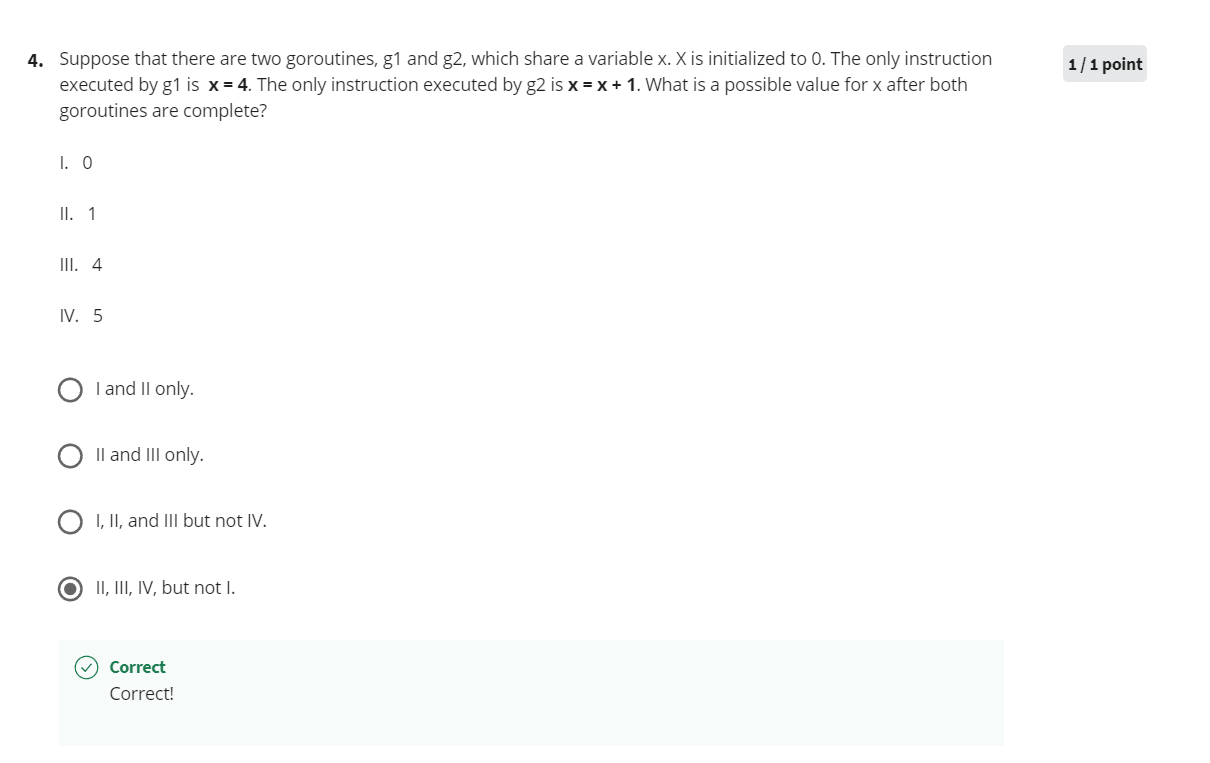 4. Suppose that there are two goroutines, g1 and g2, which share a variable x. X is initialized to 0. The only instruction
executed by g1 is x = 4. The only instruction executed by g2 is x = x + 1. What is a possible value for x after both
goroutines are complete?
1 / 1 point
I. 0
II. 1
III. 4
IV. 5
I and II only.
II and III only.
I, II, and III but not IV.
II, III, IV, but not I.
Correct
Correct!